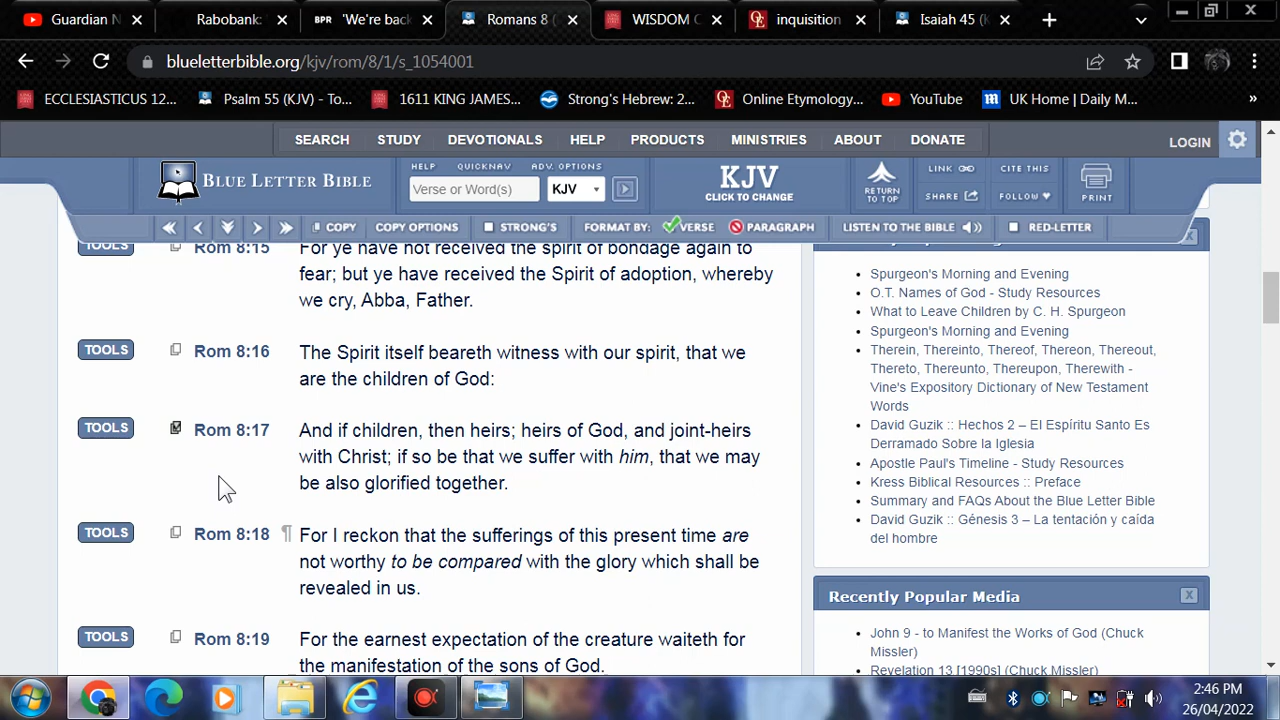 Guardian N
Rabobank:
BPR 'We're back
Romans 8 (
WISDOM O
OE inquisition
Isaiah 45 (K
blueletterbible.org/kjv/rom/8/1/s_1054001
ECCLESIASTICUS 12...
Psalm 55 (KJV) - To...
1611 KING JAMES...
Strong's Hebrew: 2...
OE Online Etymology...
YouTube
UK Home | Daily M...
»
SEARCH STUDY DEVOTIONALS HELP PRODUCTS MINISTRIES ABOUT DONATE LOGIN
BLUE LETTER BIBLE
HELP QUICKNAV ADV. OPTIONS
Verse or Word(s) KJV
KJV
CLICK TO CHANGE
RETURN
TO TOP
LINK CITE THIS
SHARE FOLLOW
PRINT
COPY COPY OPTIONS STRONG'S FORMAT BY: VERSE PARAGRAPH LISTEN TO THE BIBLE RED-LETTER
TOOLS Rom 8:15 For ye have not received the spirit of bondage again to
fear; but ye have received the Spirit of adoption, whereby
we cry, Abba, Father.
TOOLS Rom 8:16 The Spirit itself beareth witness with our spirit, that we
are the children of God:
TOOLS Rom 8:17 And if children, then heirs; heirs of God, and joint-heirs
with Christ; if so be that we suffer with him, that we may
be also glorified together.
TOOLS Rom 8:18 ¶ For I reckon that the sufferings of this present time are
not worthy to be compared with the glory which shall be
revealed in us.
TOOLS Rom 8:19 For the earnest expectation of the creature waiteth for
the manifestation of the sons of God.
Spurgeon's Morning and Evening
O.T. Names of God - Study Resources
What to Leave Children by C. H. Spurgeon
Spurgeon's Morning and Evening
Therein, Thereinto, Thereof, Thereon, Thereout,
Thereto, Thereunto, Thereupon, Therewith -
Vine's Expository Dictionary of New Testament
Words
David Guzik :: Hechos 2 – El Espíritu Santo Es
Derramado Sobre la Iglesia
Apostle Paul's Timeline - Study Resources
Kress Biblical Resources :: Preface
Summary and FAQs About the Blue Letter Bible
David Guzik :: Génesis 3 – La tentación y caída
del hombre
Recently Popular Media
John 9 - to Manifest the Works of God (Chuck
Missler)
Revelation 13 [1990s] (Chuck Missler)
2:46 PM
26/04/2022